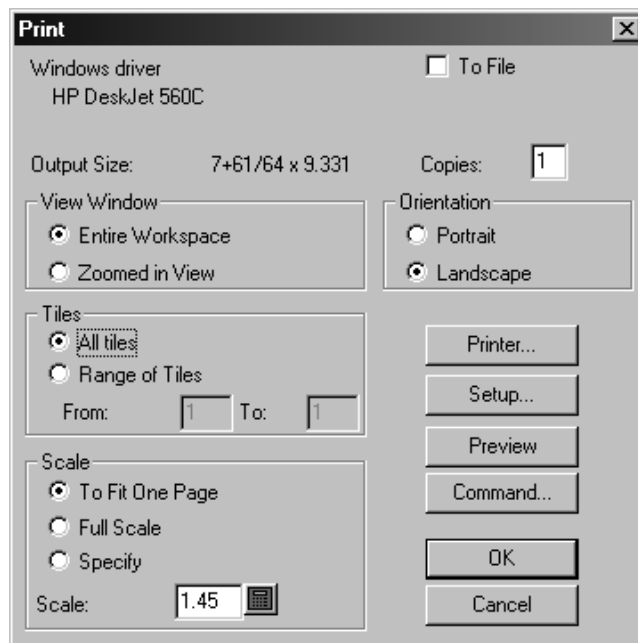 Print
Windows driver
To File
HP DeskJet 560C
Output Size: 7+61/64 x 9.331 Copies: 1
View Window
Entire Workspace
Zoomed in View
Orientation
Portrait
Landscape
Tiles
All tiles
Range of Tiles
From: 1 To: 1
Printer...
Setup...
Preview
Command...
Scale
To Fit One Page
Full Scale
Specify
Scale: 1.45
OK
Cancel